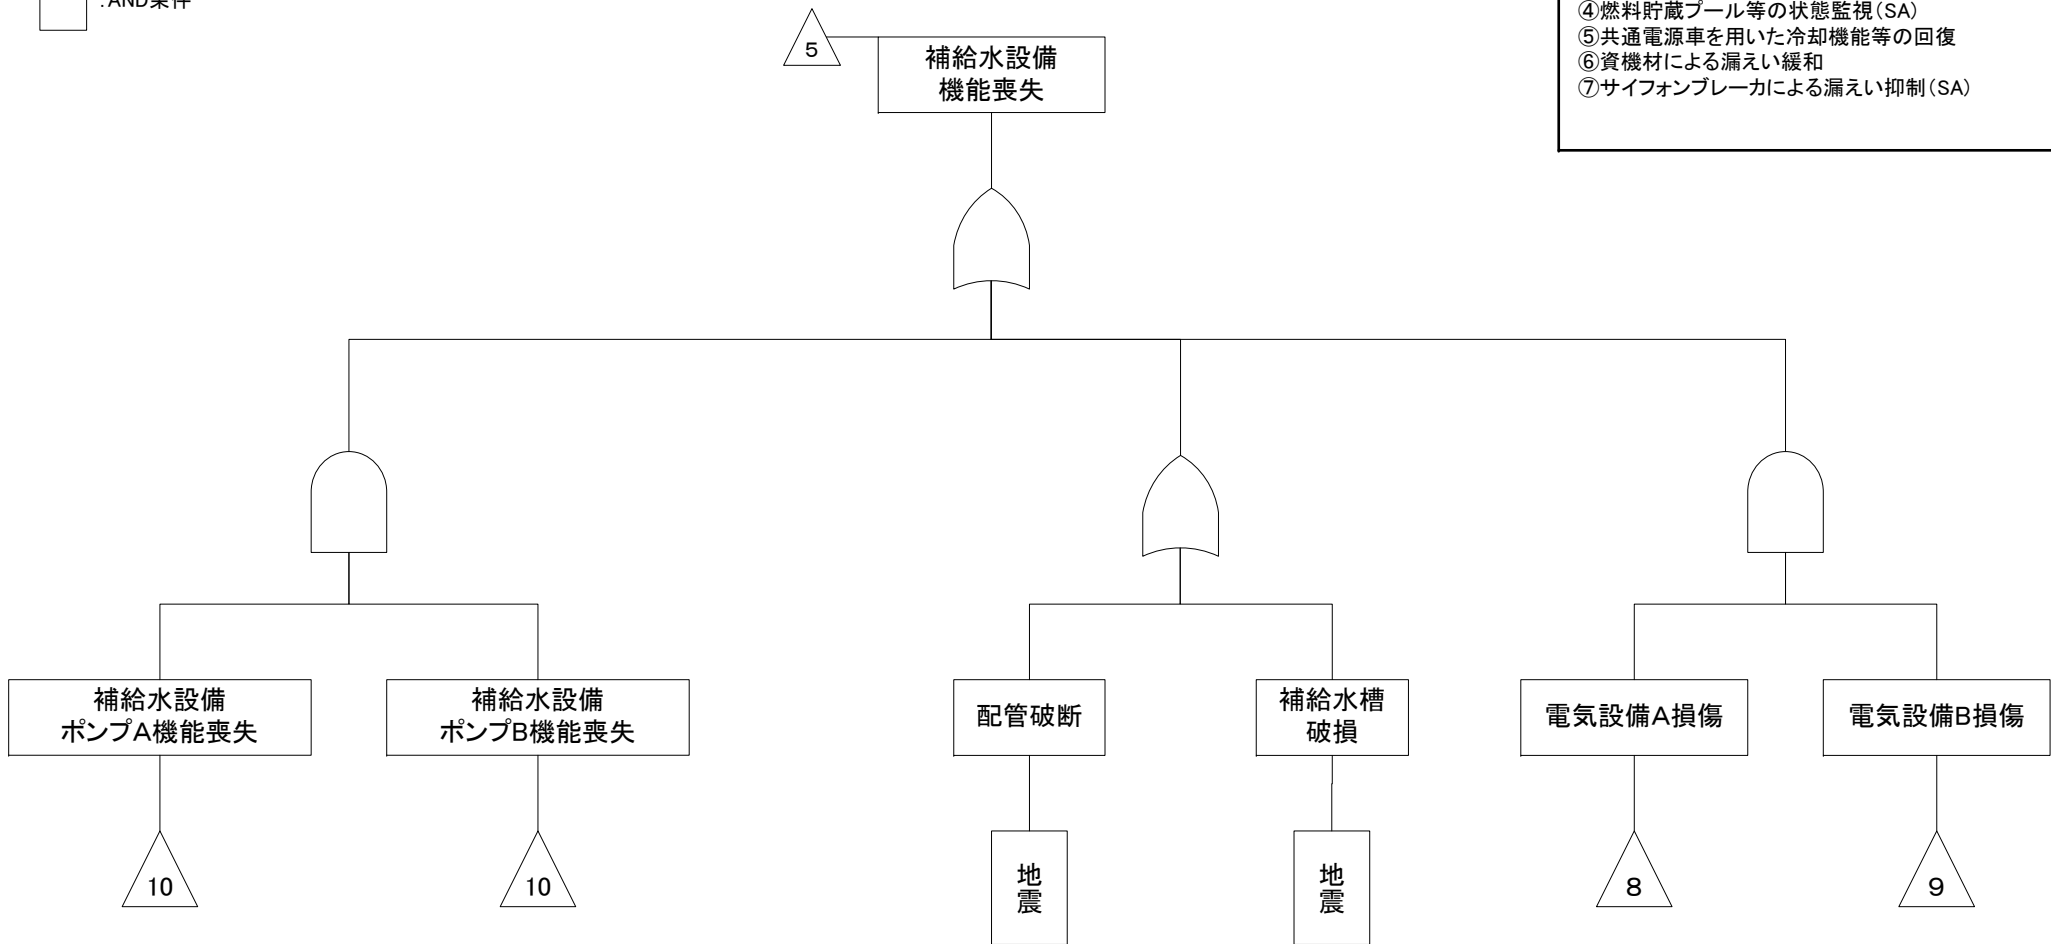 :AND条件
④燃料貯蔵プール等の状態監視(SA)
⑤共通電源車を用いた冷却機能等の回復
⑥資機材による漏えい緩和
⑦サイフォンブレーカによる漏えい抑制(SA)
5
補給水設備
機能喪失
補給水設備
ポンプA機能喪失
補給水設備
ポンプB機能喪失
配管破断
補給水槽
破損
電気設備A損傷
電気設備B損傷
10
10
地震
地震
8
9